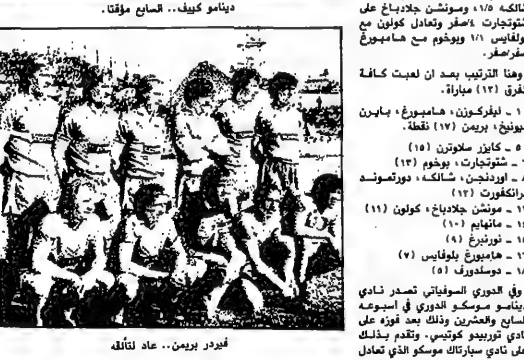 دينامو كييف.. السابع مؤقتا.
شالكه ١/٥ ومونشن جلادباخ على
شتوتجارت ٤/صفر وتعادل كولون مع
بلوفايس ١/١ وبوخوم مع هامبورغ
صفر/صفر.
وهنا الترتيب بعد ان لعبت كافة
الفرق (١٢) مباراة.
١ - ليفركوزن، هامبورغ، بايرن
ميونيخ، بريمن (١٧) نقطة.
٥ - كايزر سلاوترن (١٥)
- شتوتجارت، بوخوم (١٣)
- اوردنجن، شالكه، دورتموند
فرانكفورت (١٢)
- مونشن جلادباخ، كولون (١١)
- مانهايم (١٠)
- نورنبرغ (٩)
- هامبورغ بلوفايس (٧)
- دوسلدورف (٥)
وفي الدوري السوفياتي تصدر نادي
دينامو موسكو الدوري في اسبوعه
السابع والعشرين وذلك بعد فوزه على
نادي توربيدو كوتيسي. وتقدم بذلك
على نادي سبارتاك موسكو الذي تعادل
فيردر بريمن.. عاد لتألقه